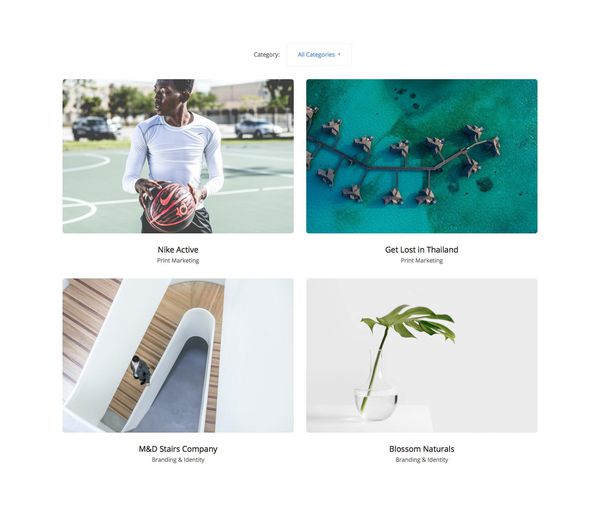 Category: All Categories
Nike Active
Print Marketing
Get Lost in Thailand
Print Marketing
M&D Stairs Company
Branding & Identity
Blossom Naturals
Branding & Identity